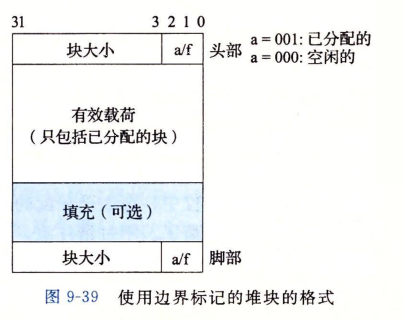 31 3 2 1 0
块大小 a/f 头部 a = 001: 已分配的
a = 000: 空闲的
有效载荷
（只包括已分配的块）
填充（可选）
块大小 a/f 脚部
图 9-39 使用边界标记的堆块的格式